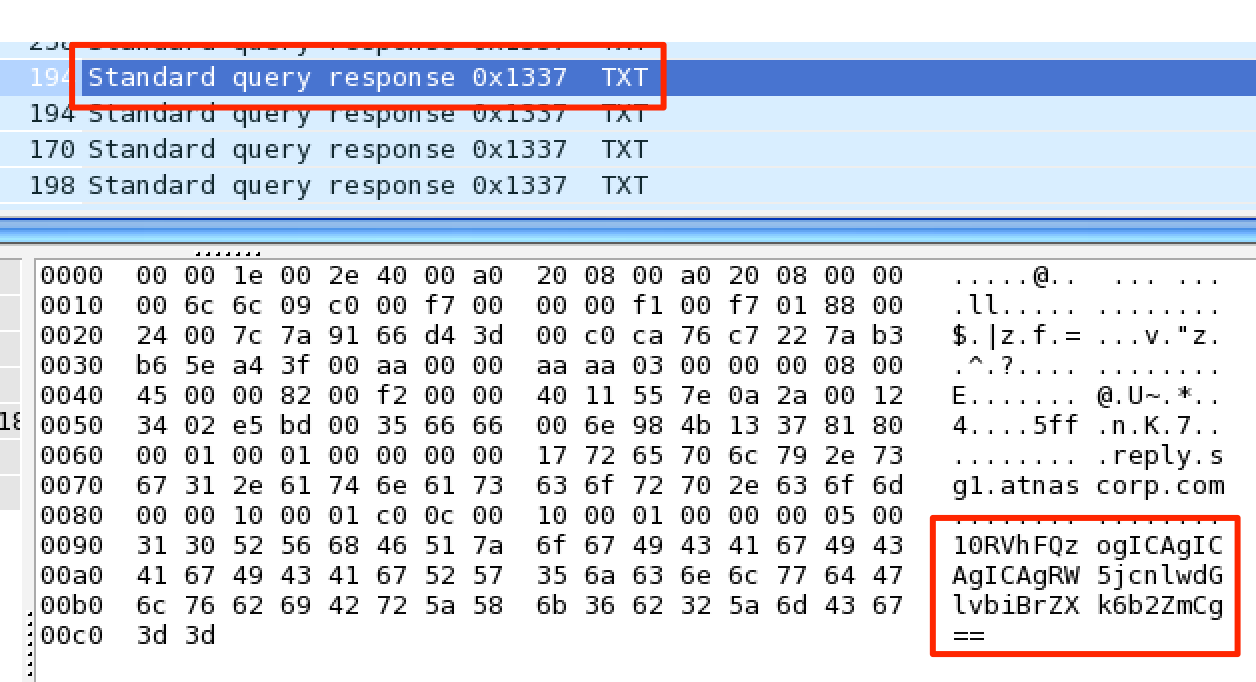 194 Standard query response 0x1337 TXT
194 Standard query response 0x1337 TXT
170 Standard query response 0x1337 TXT
198 Standard query response 0x1337 TXT
0000 00 00 1e 00 2e 40 00 a0 20 08 00 a0 20 08 00 00 .....@.. ... ...
0010 00 6c 6c 09 c0 00 f7 00 00 00 f1 00 f7 01 88 00 .ll..... ........
0020 24 00 7c 7a 91 66 d4 3d 00 c0 ca 76 c7 22 7a b3 $.|z.f.= ...v."z.
0030 b6 5e a4 3f 00 aa 00 00 aa aa 03 00 00 00 08 00 .^.?.... ........
0040 45 00 00 82 00 f2 00 00 40 11 55 7e 0a 2a 00 12 E....... @.U~.*..
0050 34 02 e5 bd 00 35 66 66 00 6e 98 4b 13 37 81 80 4....5ff .n.K.7..
0060 00 01 00 01 00 00 00 00 17 72 65 70 6c 79 2e 73 ........ .reply.s
0070 67 31 2e 61 74 6e 61 73 63 6f 72 70 2e 63 6f 6d g1.atnas corp.com
0080 00 00 10 00 01 c0 0c 00 10 00 01 00 00 00 05 00 ........ ........
0090 31 30 52 56 68 46 51 7a 6f 67 49 43 41 67 49 43 10RVhFQz ogICAgIC
00a0 41 67 49 43 41 67 52 57 35 6a 63 6e 6c 77 64 47 AgICAgRW 5jcnlwdG
00b0 6c 76 62 69 42 72 5a 58 6b 36 62 32 5a 6d 43 67 lvbiBrZX k6b2ZmCg
00c0 3d 3d ==